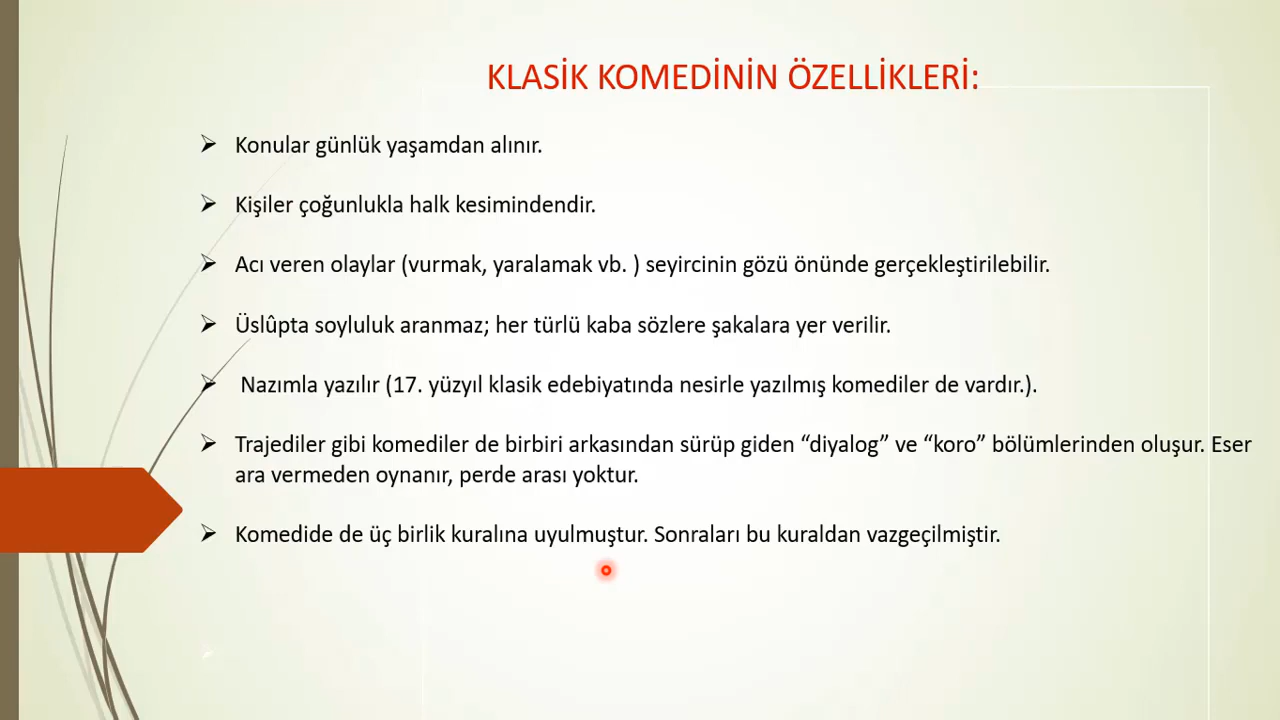 KLASİK KOMEDİNİN ÖZELLİKLERİ:
Konular günlük yaşamdan alınır.
Kişiler çoğunlukla halk kesimindendir.
Acı veren olaylar (vurmak, yaralamak vb. ) seyircinin gözü önünde gerçekleştirilebilir.
Üslûpta soyluluk aranmaz; her türlü kaba sözlere şakalara yer verilir.
Nazımla yazılır (17. yüzyıl klasik edebiyatında nesirle yazılmış komediler de vardır.).
Trajediler gibi komediler de birbiri arkasından sürüp giden “diyalog” ve “koro” bölümlerinden oluşur. Eser
ara vermeden oynanır, perde arası yoktur.
Komedide de üç birlik kuralına uyulmuştur. Sonraları bu kuraldan vazgeçilmiştir.